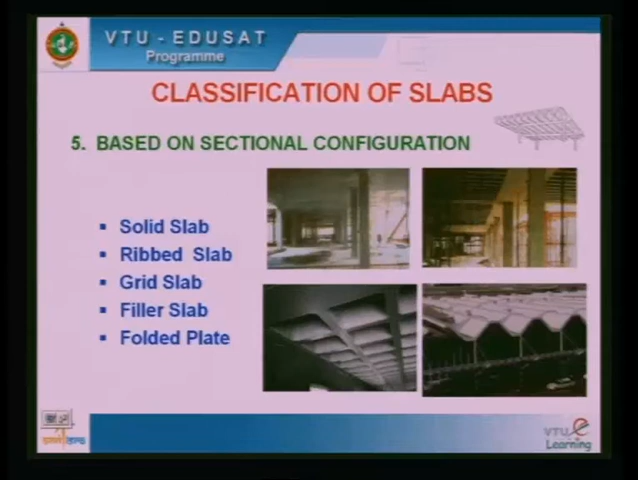 VTU - EDUSAT
Programme
CLASSIFICATION OF SLABS
5. BASED ON SECTIONAL CONFIGURATION
▪ Solid Slab
▪ Ribbed Slab
▪ Grid Slab
▪ Filler Slab
▪ Folded Plate
VTU e
Learning